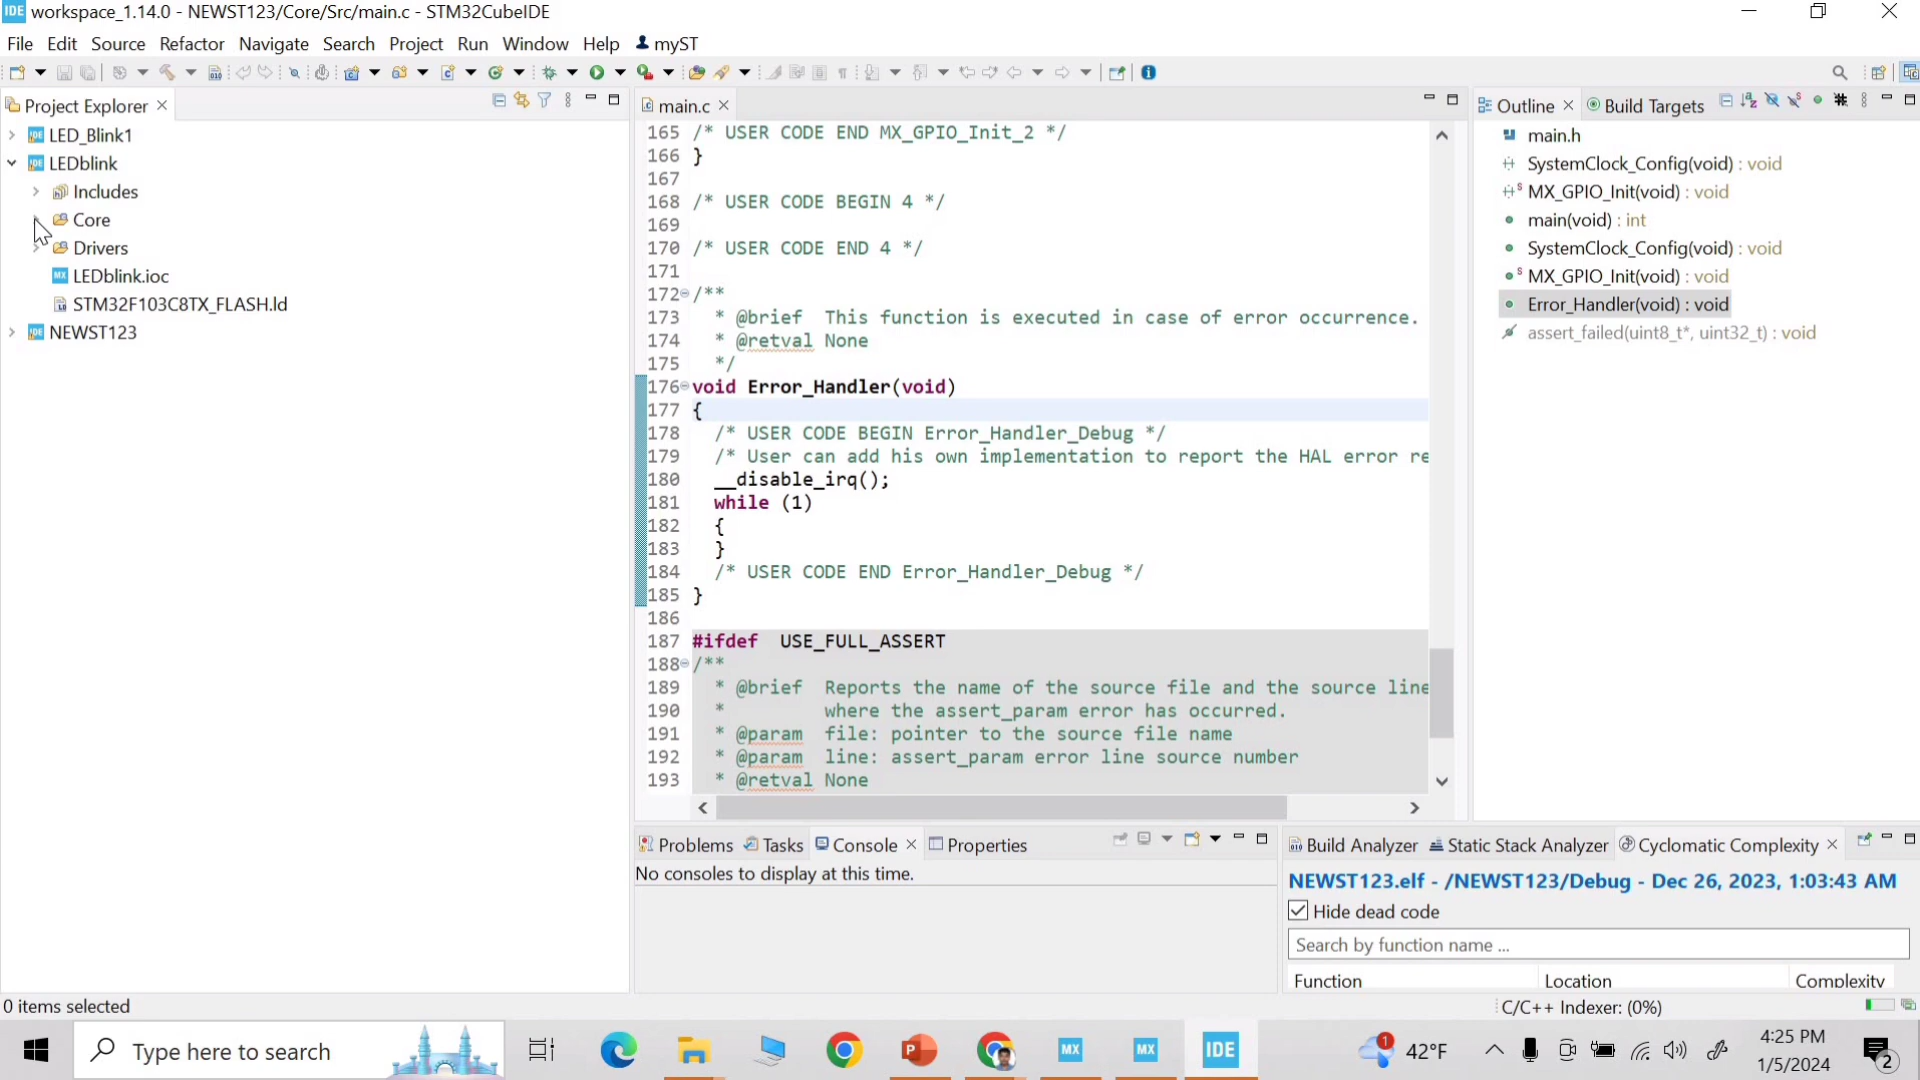 IDE workspace_1.14.0 - NEWST123/Core/Src/main.c - STM32CubeIDE
File Edit Source Refactor Navigate Search Project Run Window Help myST
Project Explorer
LED_Blink1
LEDblink
Includes
Core
Drivers
MX LEDblink.ioc
STM32F103C8TX_FLASH.ld
NEWST123
main.c
165 /* USER CODE END MX_GPIO_Init_2 */
166 }
167
168 /* USER CODE BEGIN 4 */
169
170 /* USER CODE END 4 */
171
172 /**
173 * @brief  This function is executed in case of error occurrence.
174 * @retval None
175 */
176 void Error_Handler(void)
177 {
178 /* USER CODE BEGIN Error_Handler_Debug */
179 /* User can add his own implementation to report the HAL error re
180 __disable_irq();
181 while (1)
182 {
183 }
184 /* USER CODE END Error_Handler_Debug */
185 }
186
187 #ifdef  USE_FULL_ASSERT
188 /**
189 * @brief  Reports the name of the source file and the source line
190 *         where the assert_param error has occurred.
191 * @param  file: pointer to the source file name
192 * @param  line: assert_param error line source number
193 * @retval None
Outline Build Targets
main.h
SystemClock_Config(void) : void
MX_GPIO_Init(void) : void
main(void) : int
SystemClock_Config(void) : void
MX_GPIO_Init(void) : void
Error_Handler(void) : void
assert_failed(uint8_t*, uint32_t) : void
Problems Tasks Console Properties
No consoles to display at this time.
Build Analyzer Static Stack Analyzer Cyclomatic Complexity
NEWST123.elf - /NEWST123/Debug - Dec 26, 2023, 1:03:43 AM
Hide dead code
Search by function name ...
Function Location Complexity
0 items selected
C/C++ Indexer: (0%)
Type here to search
MX
MX
IDE
1
42°F
4:25 PM
1/5/2024
2